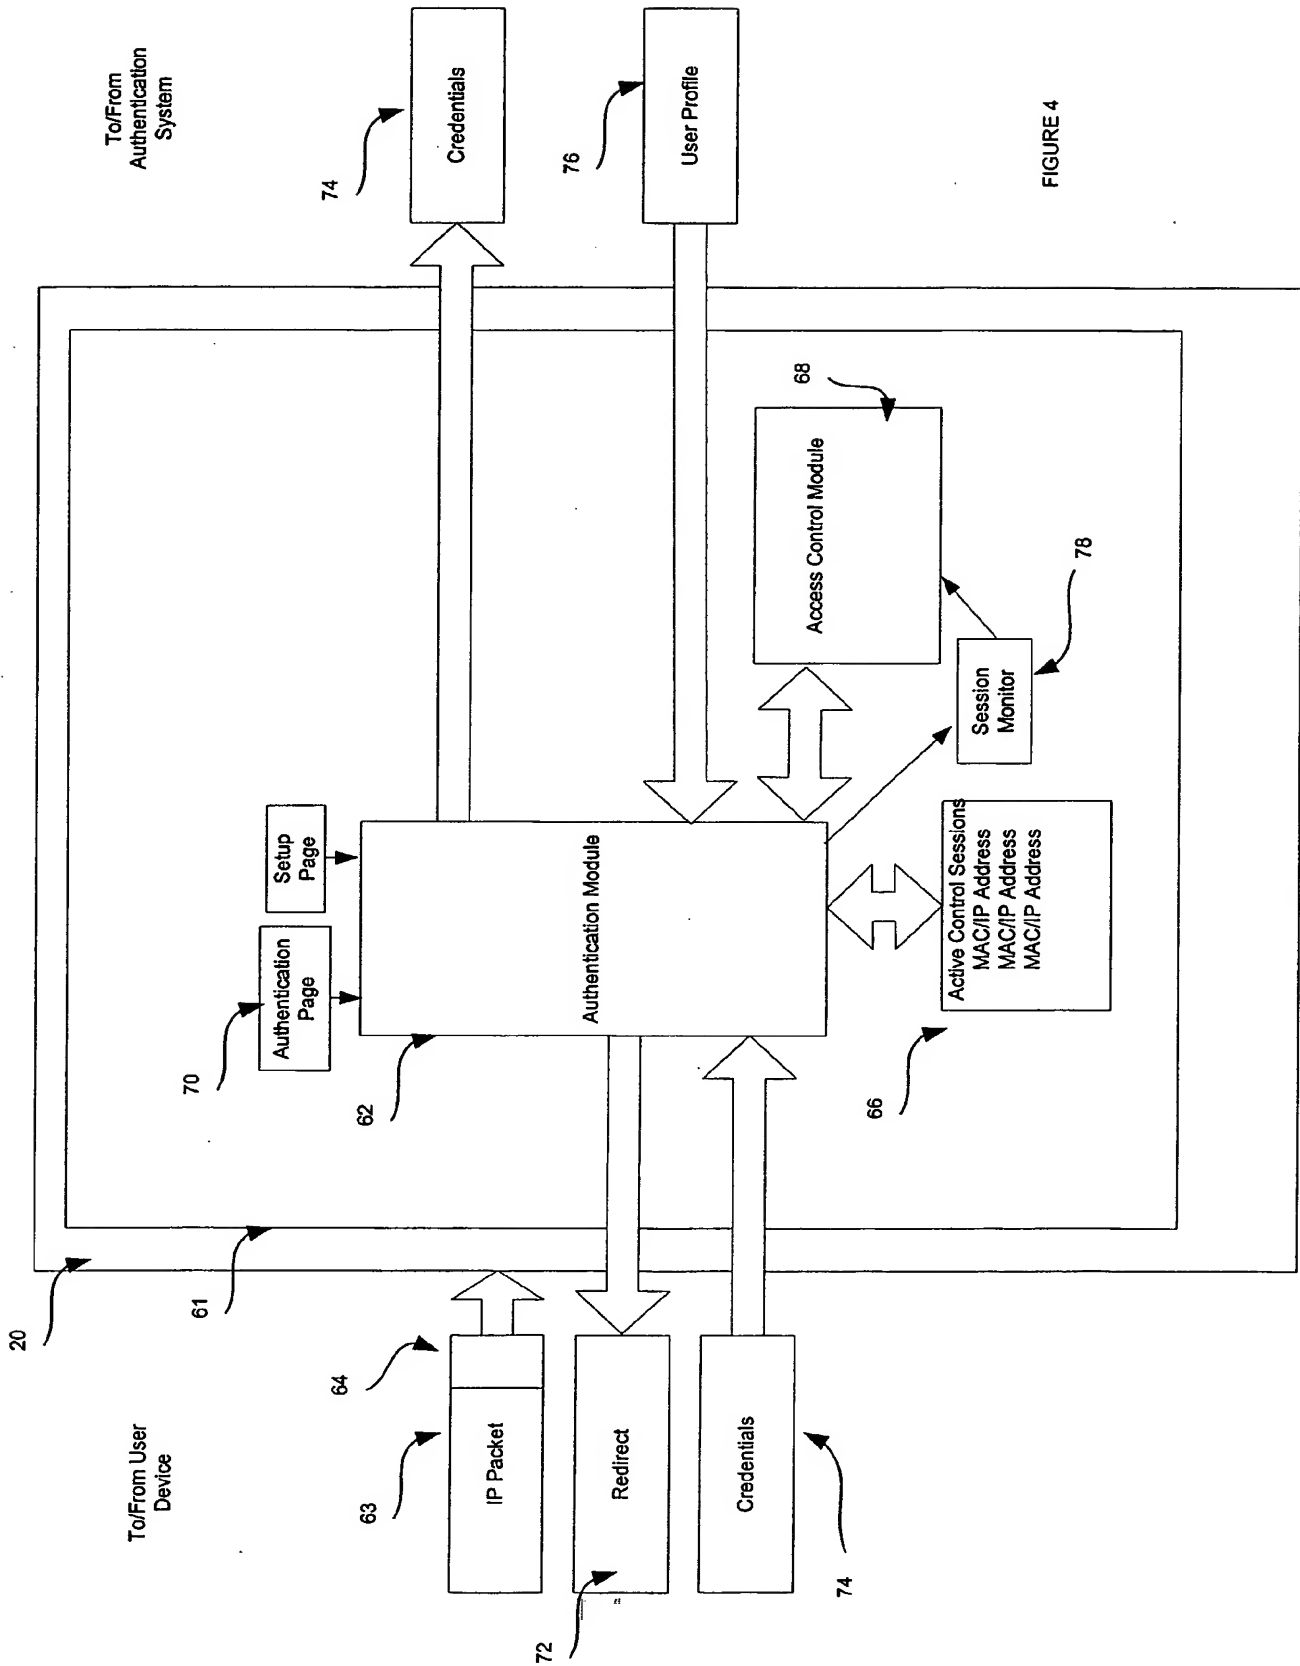 To/From User
Device
To/From
Authentication
System
20
61
63
64
IP Packet
72
Redirect
Credentials
74
70
Authentication
Page
Setup
Page
62
Authentication Module
66
Active Control Sessions
MAC/IP Address
MAC/IP Address
MAC/IP Address
Session
Monitor
78
Access Control Module
68
74
Credentials
76
User Profile
FIGURE 4